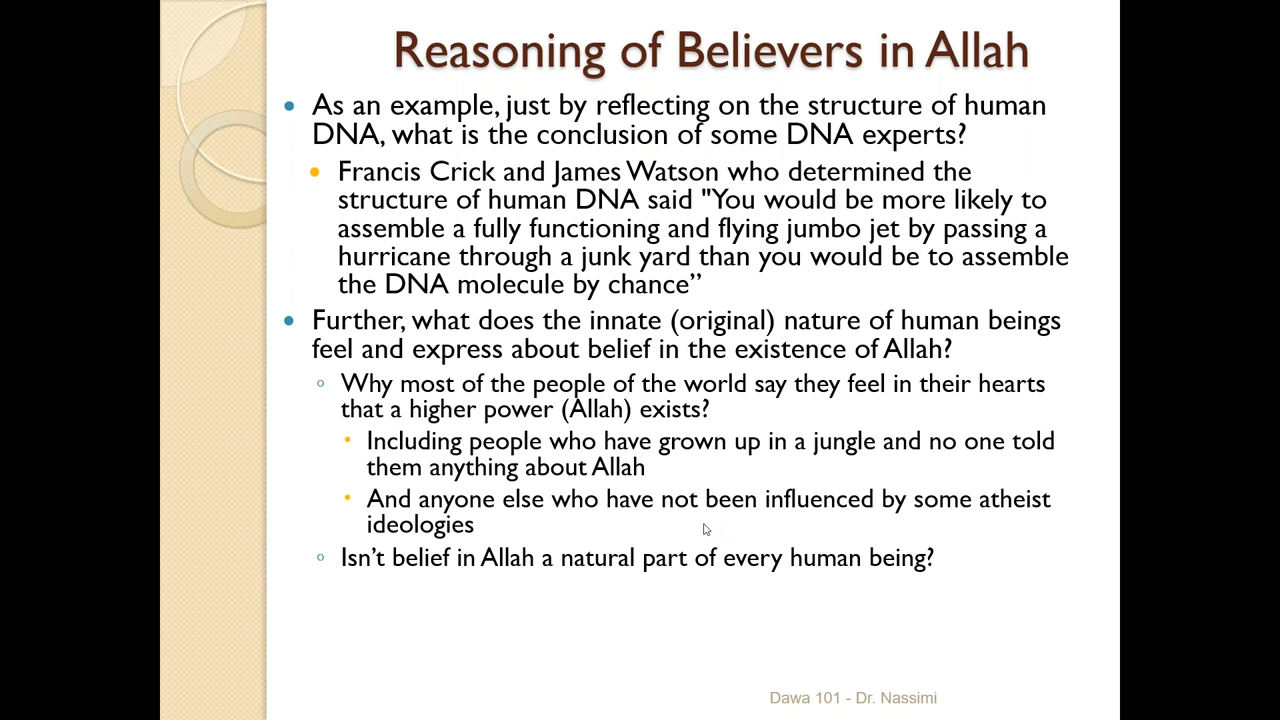 Reasoning of Believers in Allah
As an example, just by reflecting on the structure of human
DNA, what is the conclusion of some DNA experts?
Francis Crick and James Watson who determined the
structure of human DNA said "You would be more likely to
assemble a fully functioning and flying jumbo jet by passing a
hurricane through a junk yard than you would be to assemble
the DNA molecule by chance”
Further, what does the innate (original) nature of human beings
feel and express about belief in the existence of Allah?
Why most of the people of the world say they feel in their hearts
that a higher power (Allah) exists?
Including people who have grown up in a jungle and no one told
them anything about Allah
And anyone else who have not been influenced by some atheist
ideologies
Isn’t belief in Allah a natural part of every human being?
Dawa 101 - Dr. Nassimi